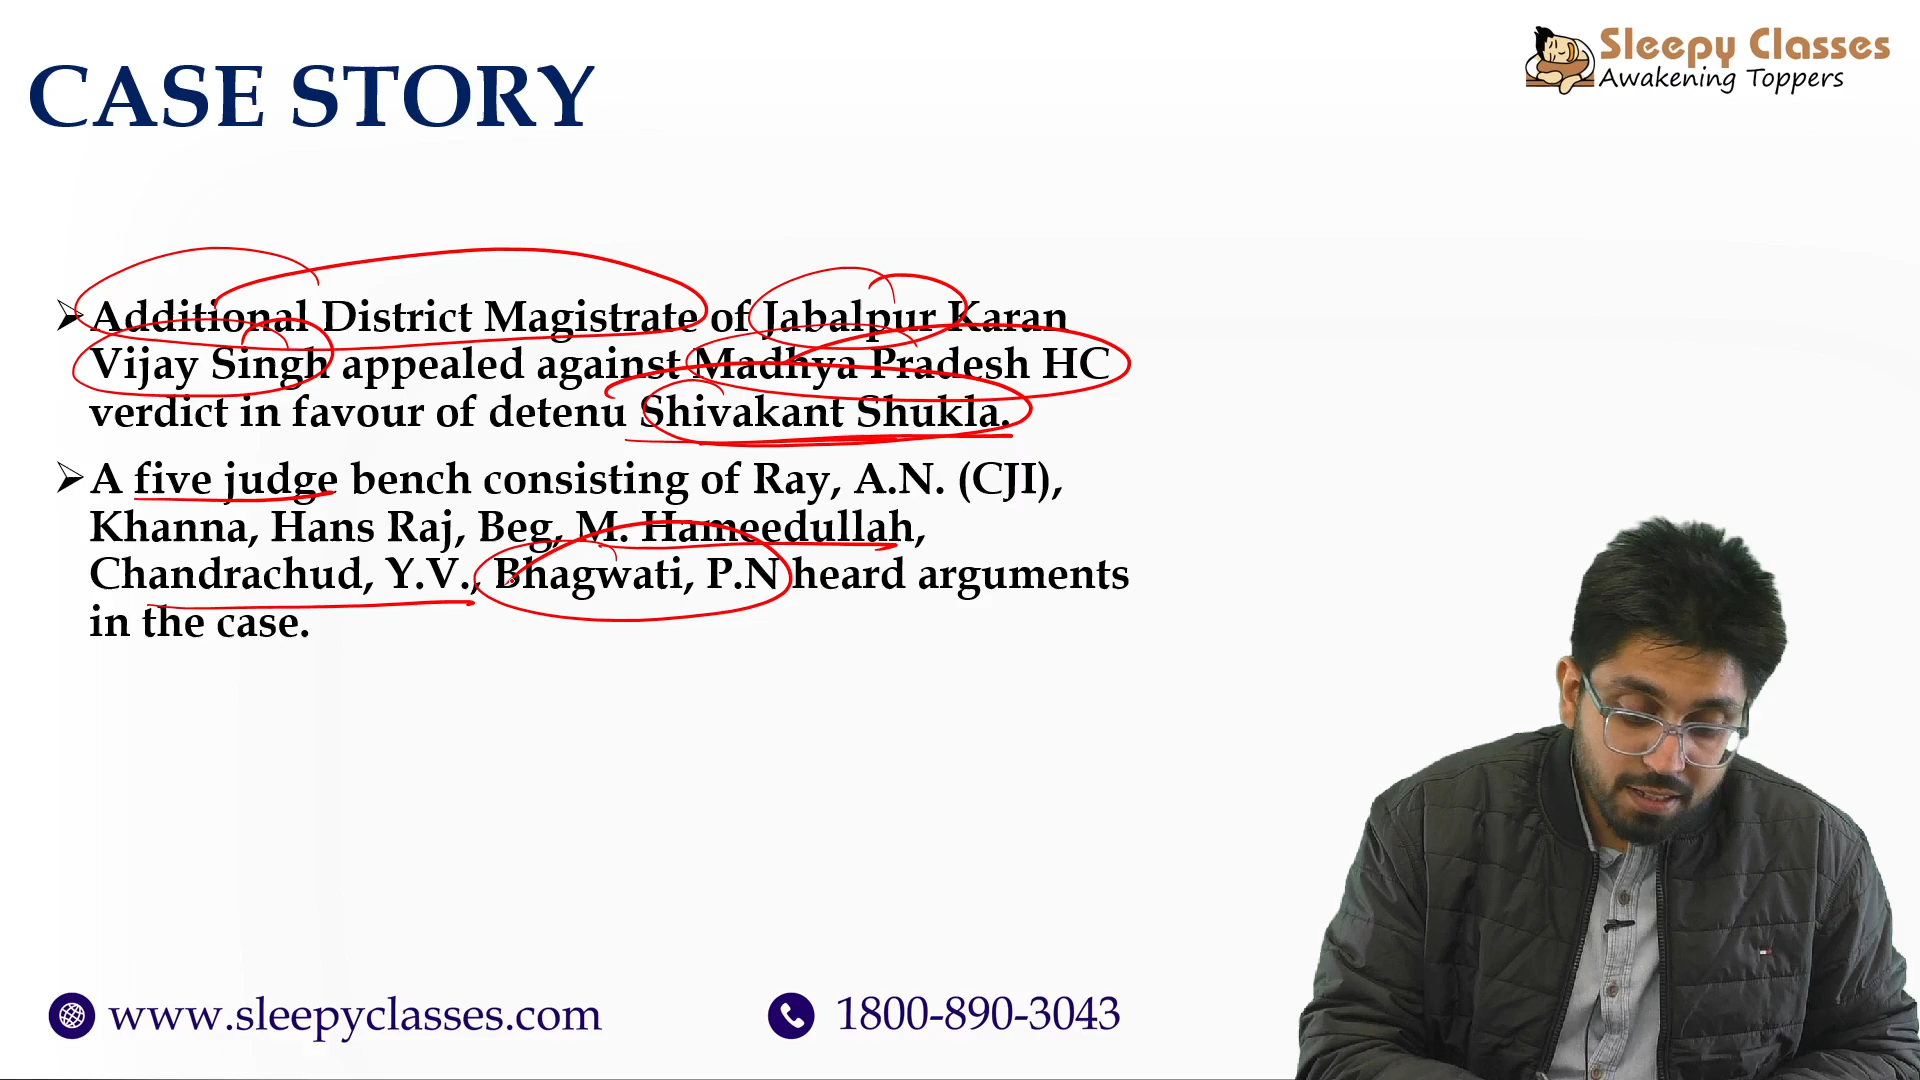 CASE STORY
Sleepy Classes
Awakening Toppers
Additional District Magistrate of Jabalpur Karan
Vijay Singh appealed against Madhya Pradesh HC
verdict in favour of detenu Shivakant Shukla.
A five judge bench consisting of Ray, A.N. (CJI),
Khanna, Hans Raj, Beg, M. Hameedullah,
Chandrachud, Y.V., Bhagwati, P.N heard arguments
in the case.
www.sleepyclasses.com
1800-890-3043